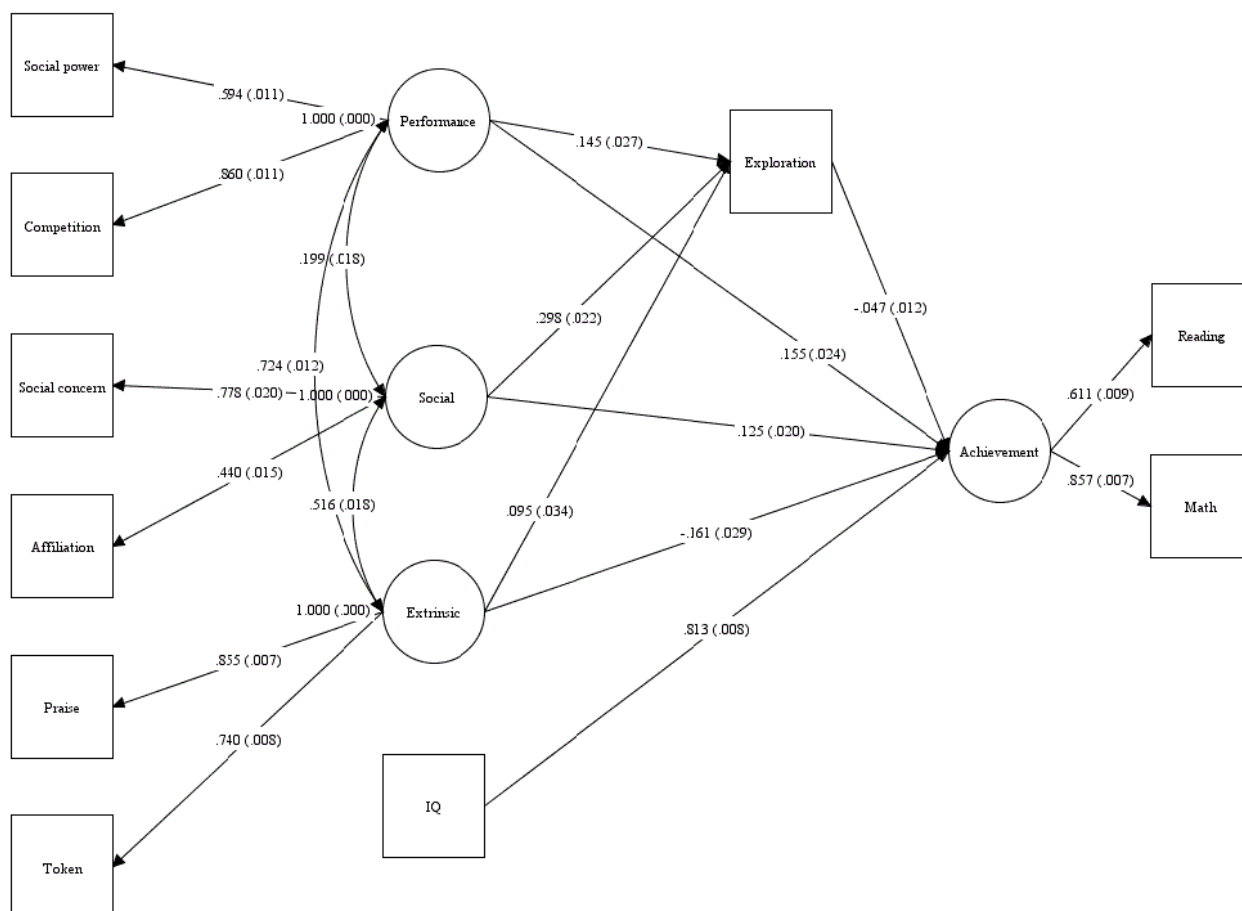 Social power
.594 (.011)
1.000 (.000)
Performance
.145 (.027)
Exploration
.860 (.011)
Competition
.199 (.018)
.298 (.022)
-.047 (.012)
Reading
.155 (.024)
.724 (.012)
Social concern
.778 (.020)
1.000 (.000)
Social
.611 (.009)
.125 (.020)
Achievement
.440 (.015)
.857 (.007)
Math
.516 (.018)
.095 (.034)
-.161 (.029)
Affiliation
1.000 (.000)
Extrinsic
.813 (.008)
.855 (.007)
Praise
.740 (.008)
IQ
Token